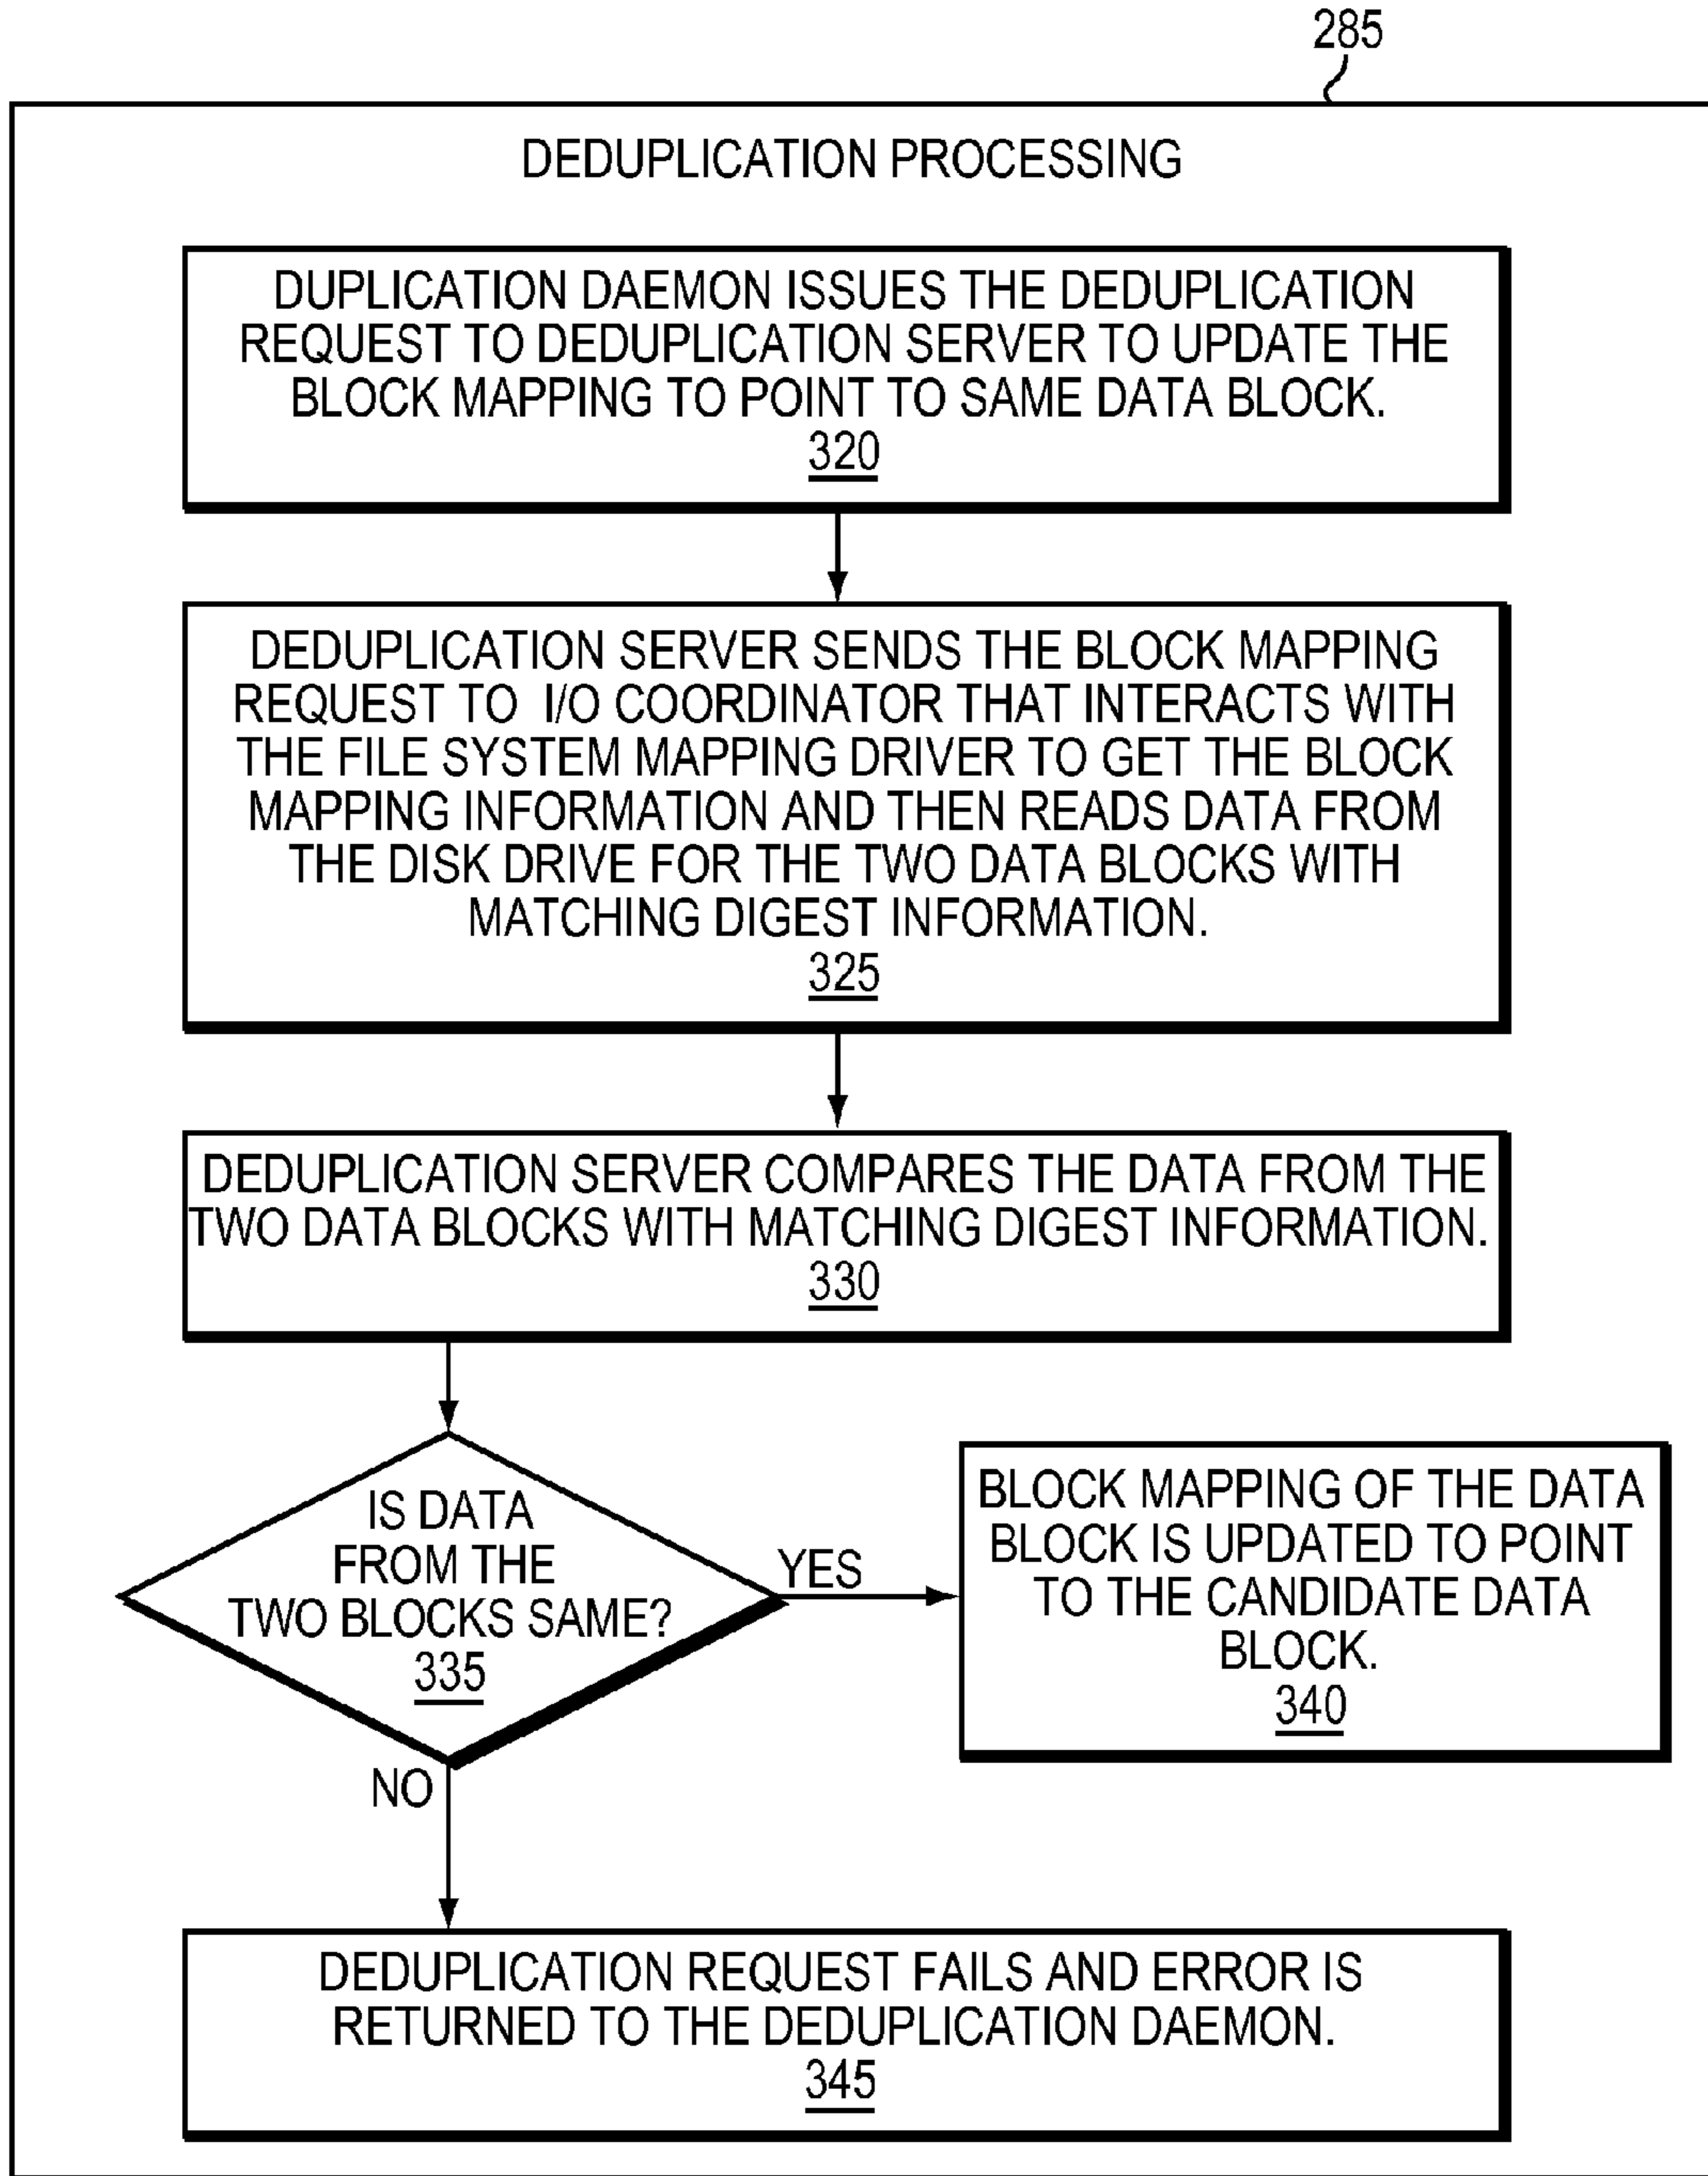 285
DEDUPLICATION PROCESSING
DUPLICATION DAEMON ISSUES THE DEDUPLICATION
REQUEST TO DEDUPLICATION SERVER TO UPDATE THE
BLOCK MAPPING TO POINT TO SAME DATA BLOCK.
320
DEDUPLICATION SERVER SENDS THE BLOCK MAPPING
REQUEST TO I/O COORDINATOR THAT INTERACTS WITH
THE FILE SYSTEM MAPPING DRIVER TO GET THE BLOCK
MAPPING INFORMATION AND THEN READS DATA FROM
THE DISK DRIVE FOR THE TWO DATA BLOCKS WITH
MATCHING DIGEST INFORMATION.
325
DEDUPLICATION SERVER COMPARES THE DATA FROM THE
TWO DATA BLOCKS WITH MATCHING DIGEST INFORMATION.
330
IS DATA
FROM THE
TWO BLOCKS SAME?
335
YES
BLOCK MAPPING OF THE DATA
BLOCK IS UPDATED TO POINT
TO THE CANDIDATE DATA
BLOCK.
340
NO
DEDUPLICATION REQUEST FAILS AND ERROR IS
RETURNED TO THE DEDUPLICATION DAEMON.
345